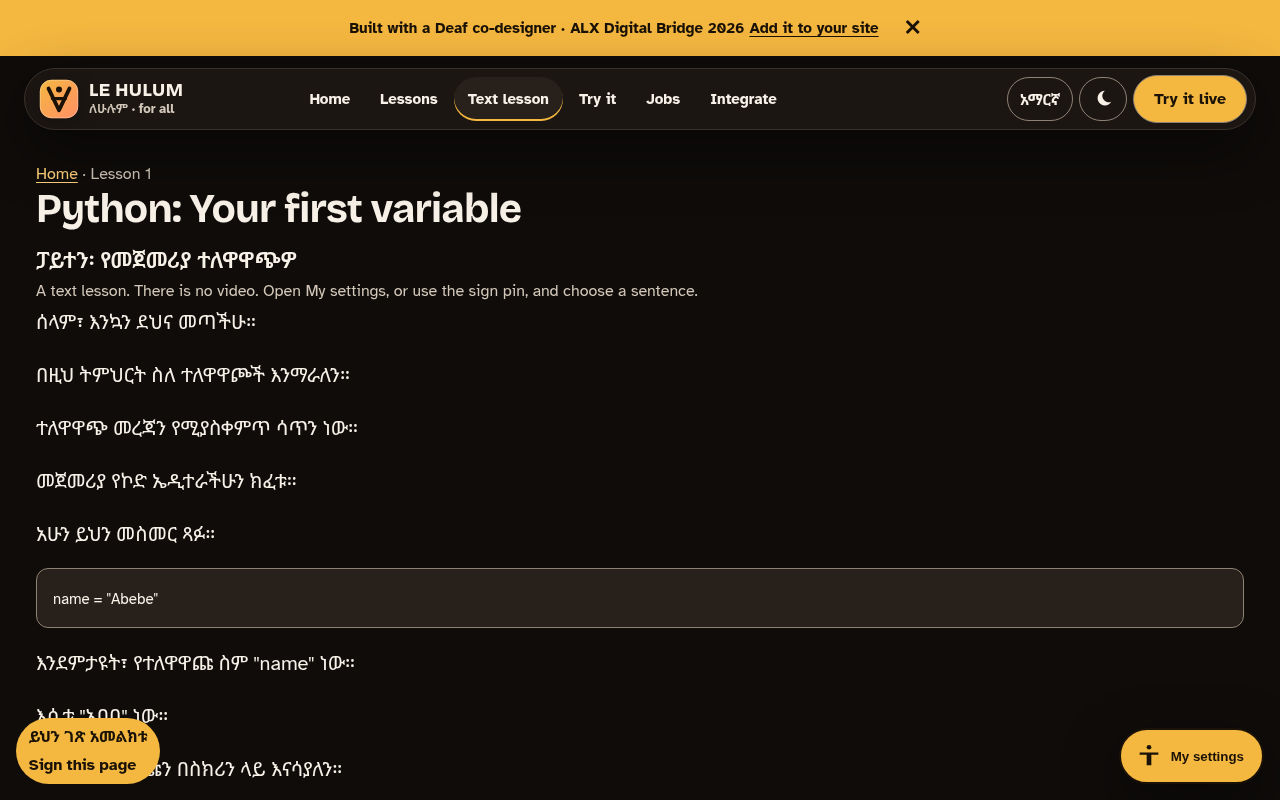 Built with a Deaf co-designer · ALX Digital Bridge 2026 Add it to your site ✕
LE HULUM
ለሁሉም · for all
Home Lessons Text lesson Try it Jobs Integrate
አማርኛ
Try it live
Home · Lesson 1
Python: Your first variable
ፓይተን፡ የመጀመሪያ ተለዋዋጭዎ
A text lesson. There is no video. Open My settings, or use the sign pin, and choose a sentence.
ሰላም፣ እንኳን ደህና መጣችሁ።
በዚህ ትምህርት ስለ ተለዋዋጮች እንማራለን።
ተለዋዋጭ መረጃን የሚያስቀምጥ ሳጥን ነው።
መጀመሪያ የኮድ ኤዲተራችሁን ክፈቱ።
አሁን ይህን መስመር ጻፉ።
name = "Abebe"
እንደምታዩት፣ የተለዋዋጩ ስም "name" ነው።
"አበበ" ነው።
በስክሪን ላይ እናሳያለን።
ይህን ገጽ አመልክቱ
Sign this page
My settings